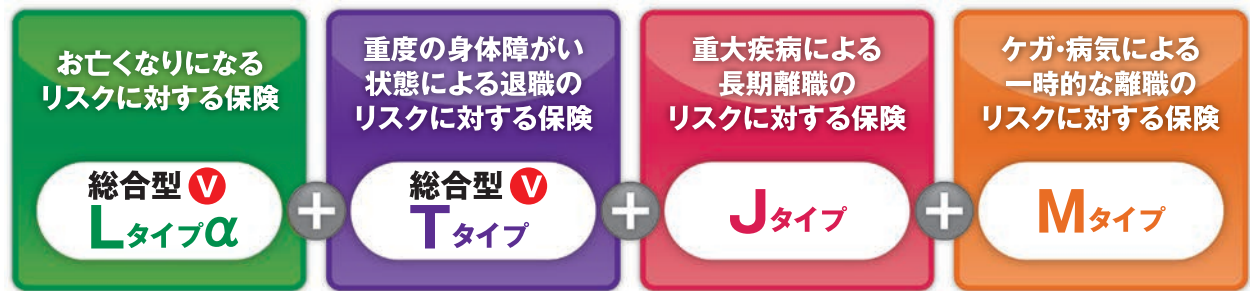 お亡くなりになる
リスクに対する保険
総合型 V
Lタイプα
+
重度の身体障がい
状態による退職の
リスクに対する保険
総合型 V
Tタイプ
+
重大疾病による
長期離職の
リスクに対する保険
Jタイプ
+
ケガ・病気による
一時的な離職の
リスクに対する保険
Mタイプ